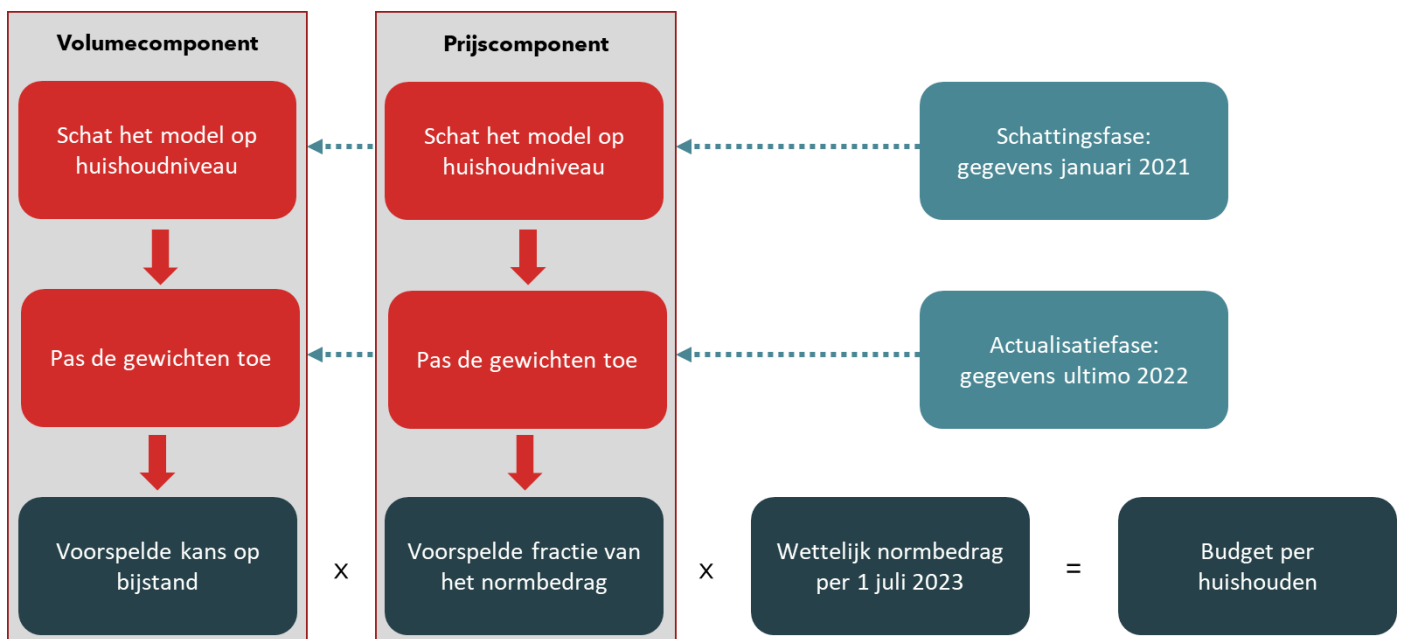 Volumecomponent
Prijscomponent
Schat het model op
huishoudniveau
Schat het model op
huishoudniveau
Schattingsfase:
gegevens januari 2021
Pas de gewichten toe
Pas de gewichten toe
Actualisatiefase:
gegevens ultimo 2022
Voorspelde kans op
bijstand
x
Voorspelde fractie van
het normbedrag
x
Wettelijk normbedrag
per 1 juli 2023
=
Budget per
huishouden